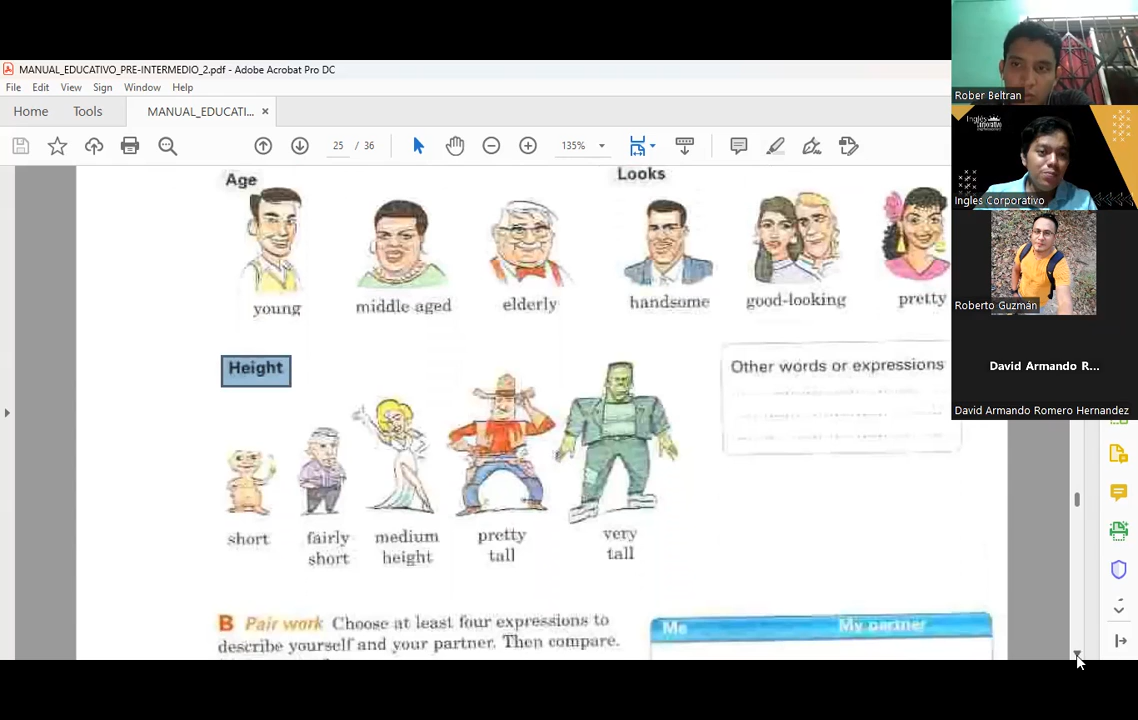 MANUAL_EDUCATIVO_PRE-INTERMEDIO_2.pdf - Adobe Acrobat Pro DC
File Edit View Sign Window Help
Home Tools MANUAL_EDUCATI... ×
25 / 36 135%
Age
Looks
young
middle aged
elderly
handsome
good-looking
pretty
Height
Other words or expressions
short
fairly
short
medium
height
pretty
tall
very
tall
B Pair work Choose at least four expressions to
describe yourself and your partner. Then compare.
Me My partner
Rober Beltran
Inglés
Corporativo
Ingles Corporativo
Roberto Guzmán
David Armando R...
David Armando Romero Hernandez